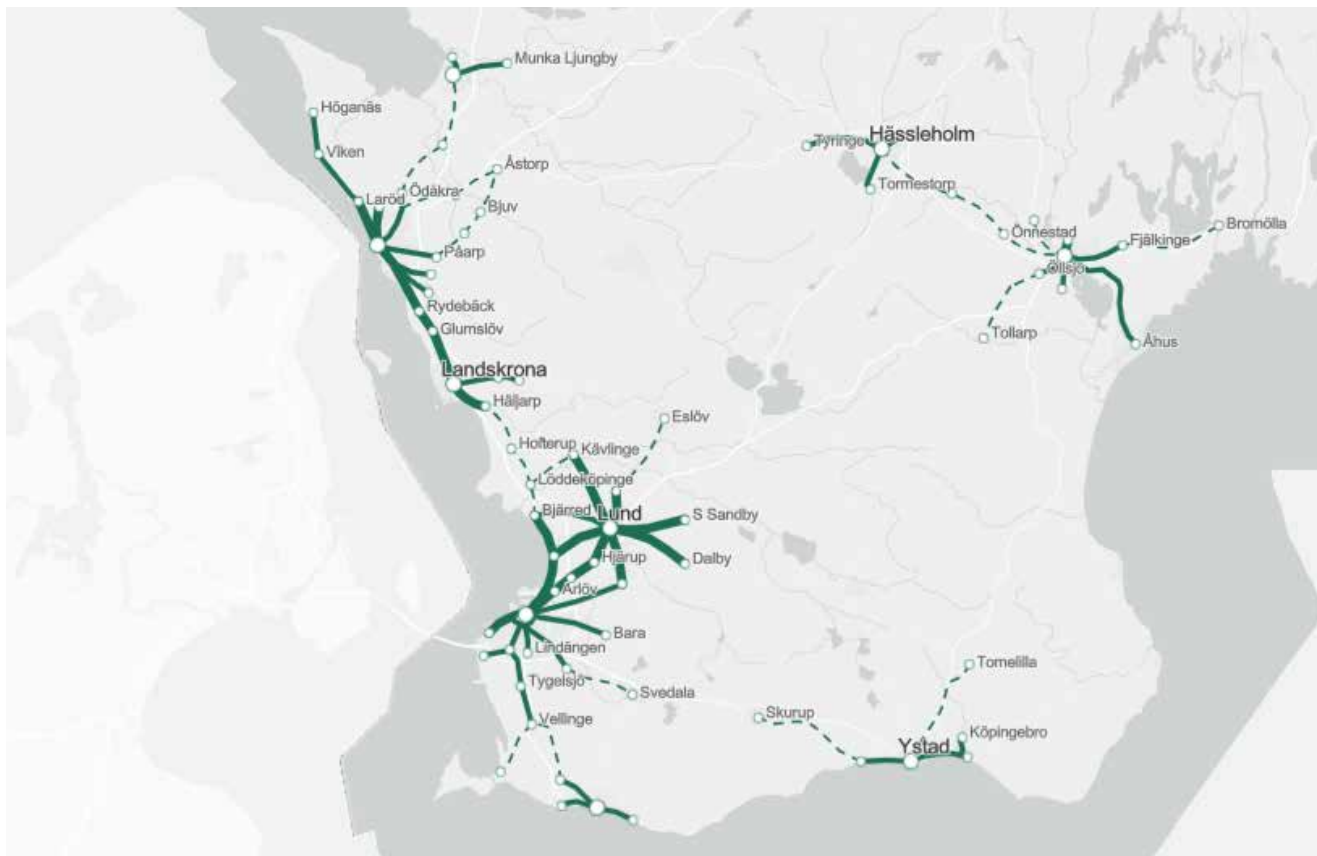 Munka Ljungby
Höganäs
Hässleholm
Tyringe
Viken
Åstorp
Ödåkra
Tormestorp
Laröd
Bjuv
Bromölla
Önnestad
Fjälkinge
Påarp
Öllsjö
Rydebäck
Glumslöv
Tollarp
Åhus
Landskrona
Häljarp
Eslöv
Hofterup
Kävlinge
Löddeköpinge
Bjärred
Lund
S Sandby
Hjärup
Dalby
Arlöv
Bara
Lindängen
Tomelilla
Tygelsjö
Svedala
Skurup
Vellinge
Köpingebro
Ystad